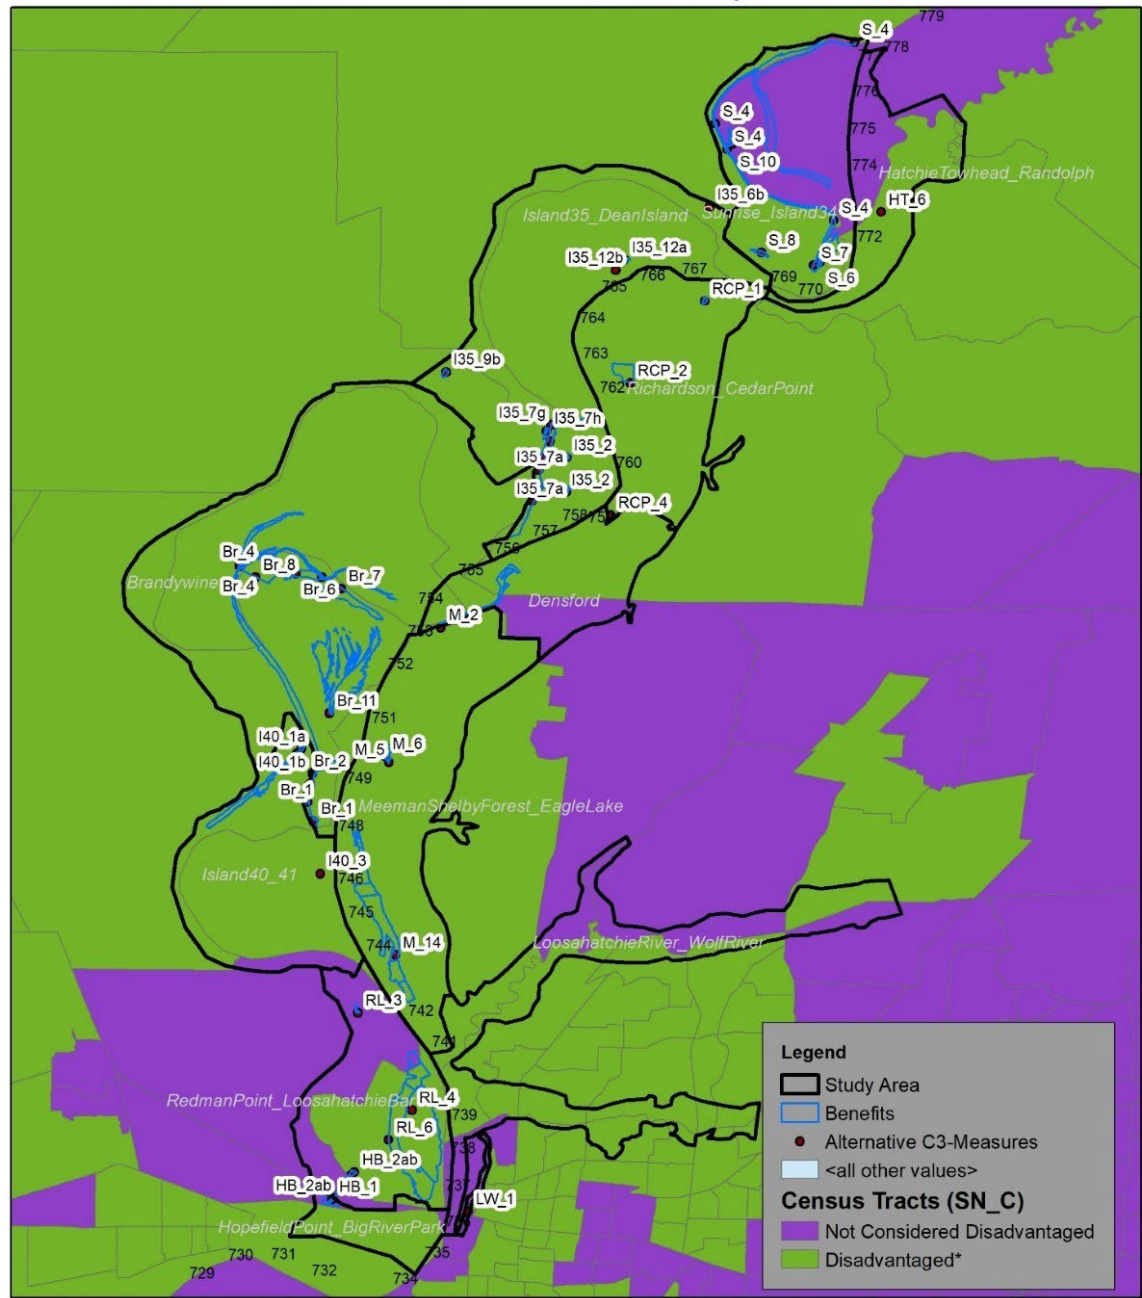 779
S_4
778
776
S_4
775
S_4
S_10
774
HatchieTowhead_Randolph
I35_6b
Island35_DeanIsland
Sunrise_Island34
S_4
HT_6
772
S_8
S_7
I35_12a
I35_12b
766
767
769
770
S_6
765
RCP_1
764
763
I35_9b
RCP_2
762
Richardson_CedarPoint
I35_7g
I35_7h
I35_2
I35_7a
760
I35_2
I35_7a
RCP_4
758
757
756
Br_4
Br_8
Br_7
755
Brandywine
Br_4
Br_6
754
Densford
M_2
753
752
Br_11
751
I40_1a
M_5
M_6
I40_1b
Br_2
749
Br_1
Br_1
MeemanShelbyForest_EagleLake
748
I40_3
Island40_41
746
745
744
M_14
LoosahatchieRiver_WolfRiver
RL_3
742
741
RedmanPoint_LoosahatchieBar
RL_4
739
RL_6
738
HB_2ab
HB_2ab
HB_1
737
LW_1
HopefieldPoint_BigRiverPark
730
731
735
729
732
734
Legend
Study Area
Benefits
Alternative C3-Measures
<all other values>
Census Tracts (SN_C)
Not Considered Disadvantaged
Disadvantaged*